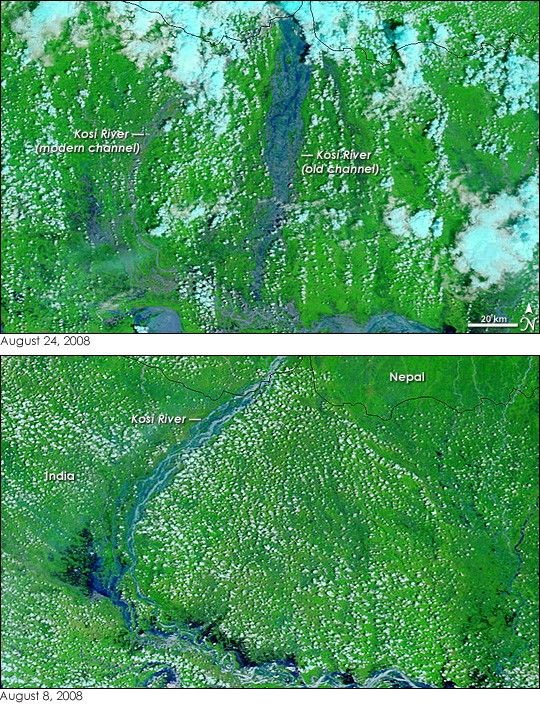 Kosi River
(modern channel)
Kosi River
(old channel)
20 km
N
August 24, 2008
Nepal
Kosi River
India
August 8, 2008